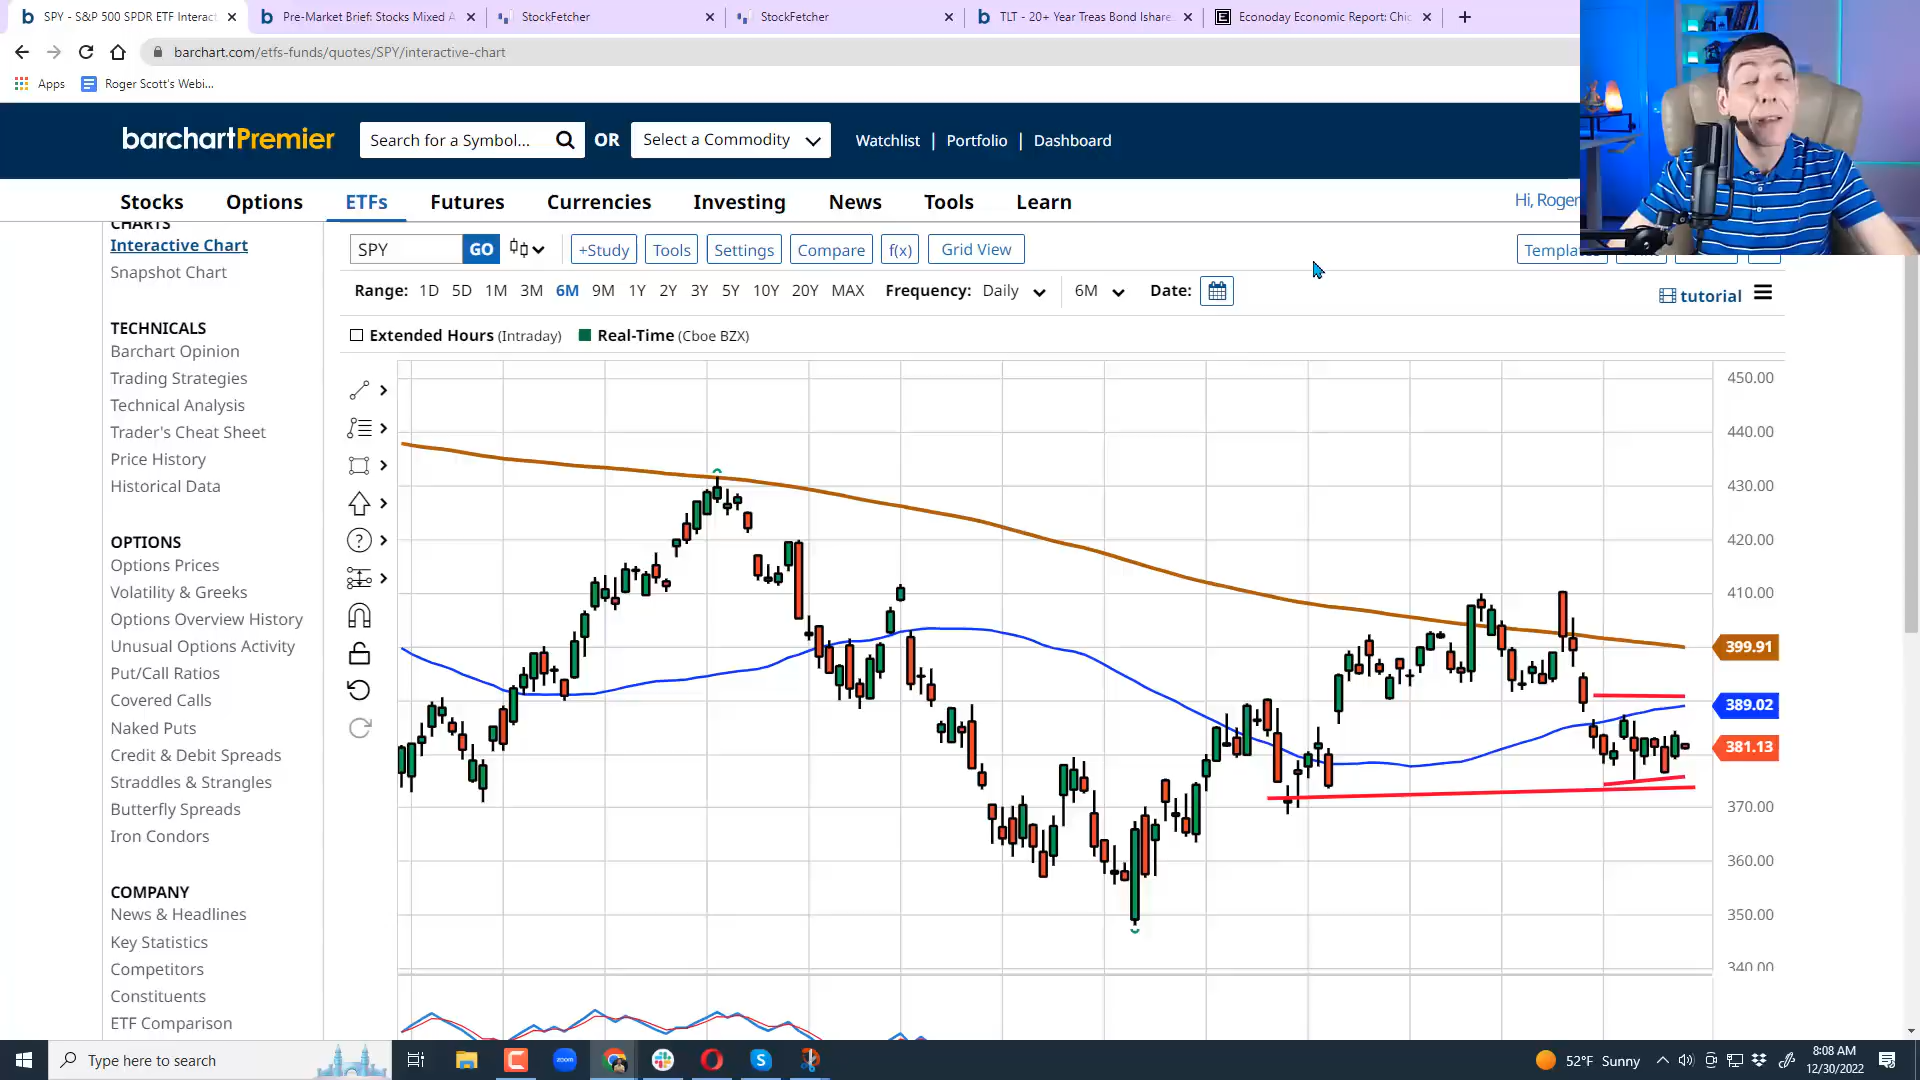 SPY - S&P 500 SPDR ETF Interac
Pre-Market Brief: Stocks Mixed A
StockFetcher
StockFetcher
TLT - 20+ Year Treas Bond Ishare
Econoday Economic Report: Chic
barchart.com/etfs-funds/quotes/SPY/interactive-chart
Apps
Roger Scott's Webi...
barchartPremier
Search for a Symbol...
OR
Select a Commodity
Watchlist | Portfolio | Dashboard
Stocks Options ETFs Futures Currencies Investing News Tools Learn
Hi, Roger
CHARTS
Interactive Chart
Snapshot Chart
TECHNICALS
Barchart Opinion
Trading Strategies
Technical Analysis
Trader's Cheat Sheet
Price History
Historical Data
OPTIONS
Options Prices
Volatility & Greeks
Options Overview History
Unusual Options Activity
Put/Call Ratios
Covered Calls
Naked Puts
Credit & Debit Spreads
Straddles & Strangles
Butterfly Spreads
Iron Condors
COMPANY
News & Headlines
Key Statistics
Competitors
Constituents
ETF Comparison
SPY GO +Study Tools Settings Compare f(x) Grid View
Range: 1D 5D 1M 3M 6M 9M 1Y 2Y 3Y 5Y 10Y 20Y MAX Frequency: Daily 6M Date:
tutorial
Extended Hours (Intraday) Real-Time (Cboe BZX)
450.00
440.00
430.00
420.00
410.00
399.91
389.02
381.13
370.00
360.00
350.00
340.00
Type here to search
zoom
52°F Sunny
8:08 AM
12/30/2022